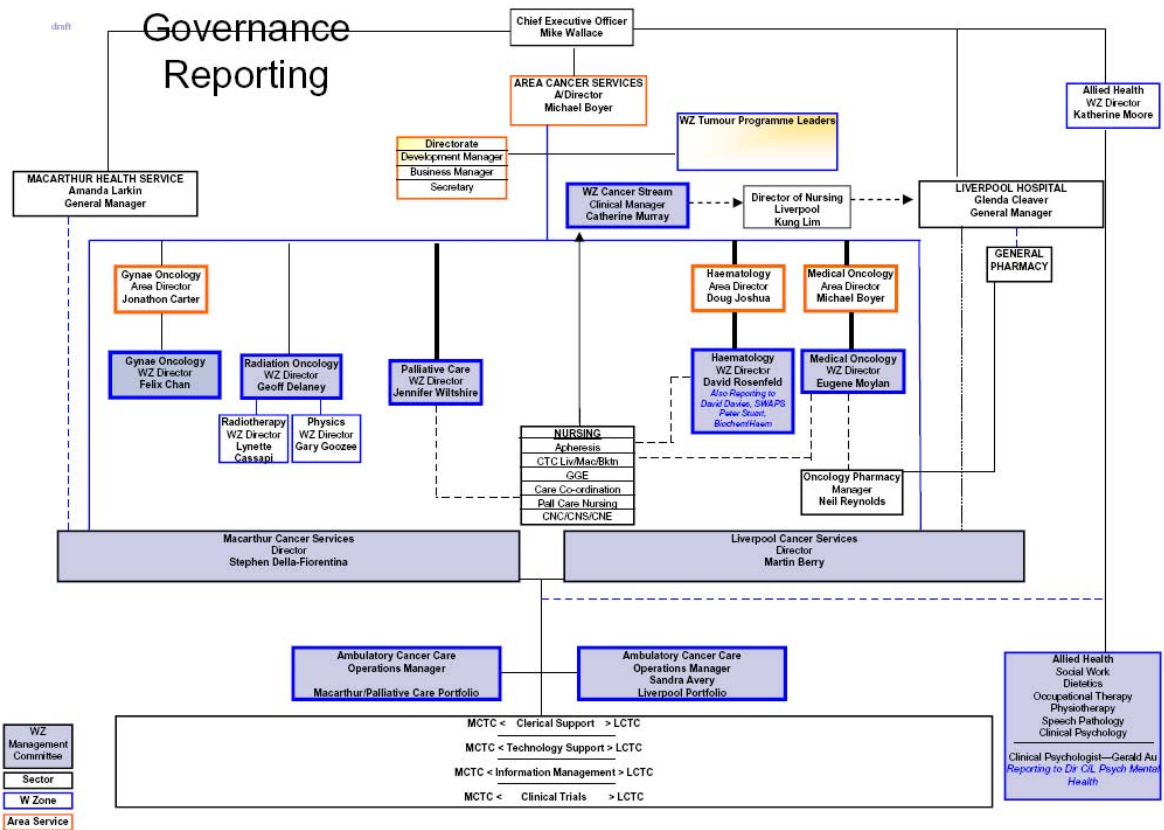 draft
Governance
Reporting
Chief Executive Officer
Mike Wallace
AREA CANCER SERVICES
A/Director
Michael Boyer
Allied Health
WZ Director
Katherine Moore
WZ Tumour Programme Leaders
Directorate
Development Manager
Business Manager
Secretary
MACARTHUR HEALTH SERVICE
Amanda Larkin
General Manager
WZ Cancer Stream
Clinical Manager
Catherine Murray
Director of Nursing
Liverpool
Kung Lim
LIVERPOOL HOSPITAL
Glenda Cleaver
General Manager
GENERAL
PHARMACY
Gynae Oncology
Area Director
Jonathon Carter
Haematology
Area Director
Doug Joshua
Medical Oncology
Area Director
Michael Boyer
Gynae Oncology
WZ Director
Felix Chan
Radiation Oncology
WZ Director
Geoff Delaney
Palliative Care
WZ Director
Jennifer Wiltshire
Haematology
WZ Director
David Rosenfeld
Also Reporting to
David Davies, SWAPS
Peter Stuart,
Biochem/Haem
Medical Oncology
WZ Director
Eugene Moylan
Radiotherapy
WZ Director
Lynette
Cassapi
Physics
WZ Director
Gary Goozee
NURSING
Apheresis
CTC Liv/Mac/Bktn
GGE
Care Co-ordination
Pall Care Nursing
CNC/CNS/CNE
Oncology Pharmacy
Manager
Neil Reynolds
Macarthur Cancer Services
Director
Stephen Della-Fiorentina
Liverpool Cancer Services
Director
Martin Berry
Ambulatory Cancer Care
Operations Manager
Macarthur/Palliative Care Portfolio
Ambulatory Cancer Care
Operations Manager
Sandra Avery
Liverpool Portfolio
Allied Health
Social Work
Dietetics
Occupational Therapy
Physiotherapy
Speech Pathology
Clinical Psychology
Clinical Psychologist—Gerald Au
Reporting to Dir C/L Psych Mental
Health
MCTC < Clerical Support > LCTC
MCTC < Technology Support > LCTC
MCTC < Information Management > LCTC
MCTC < Clinical Trials > LCTC
WZ
Management
Committee
Sector
W Zone
Area Service